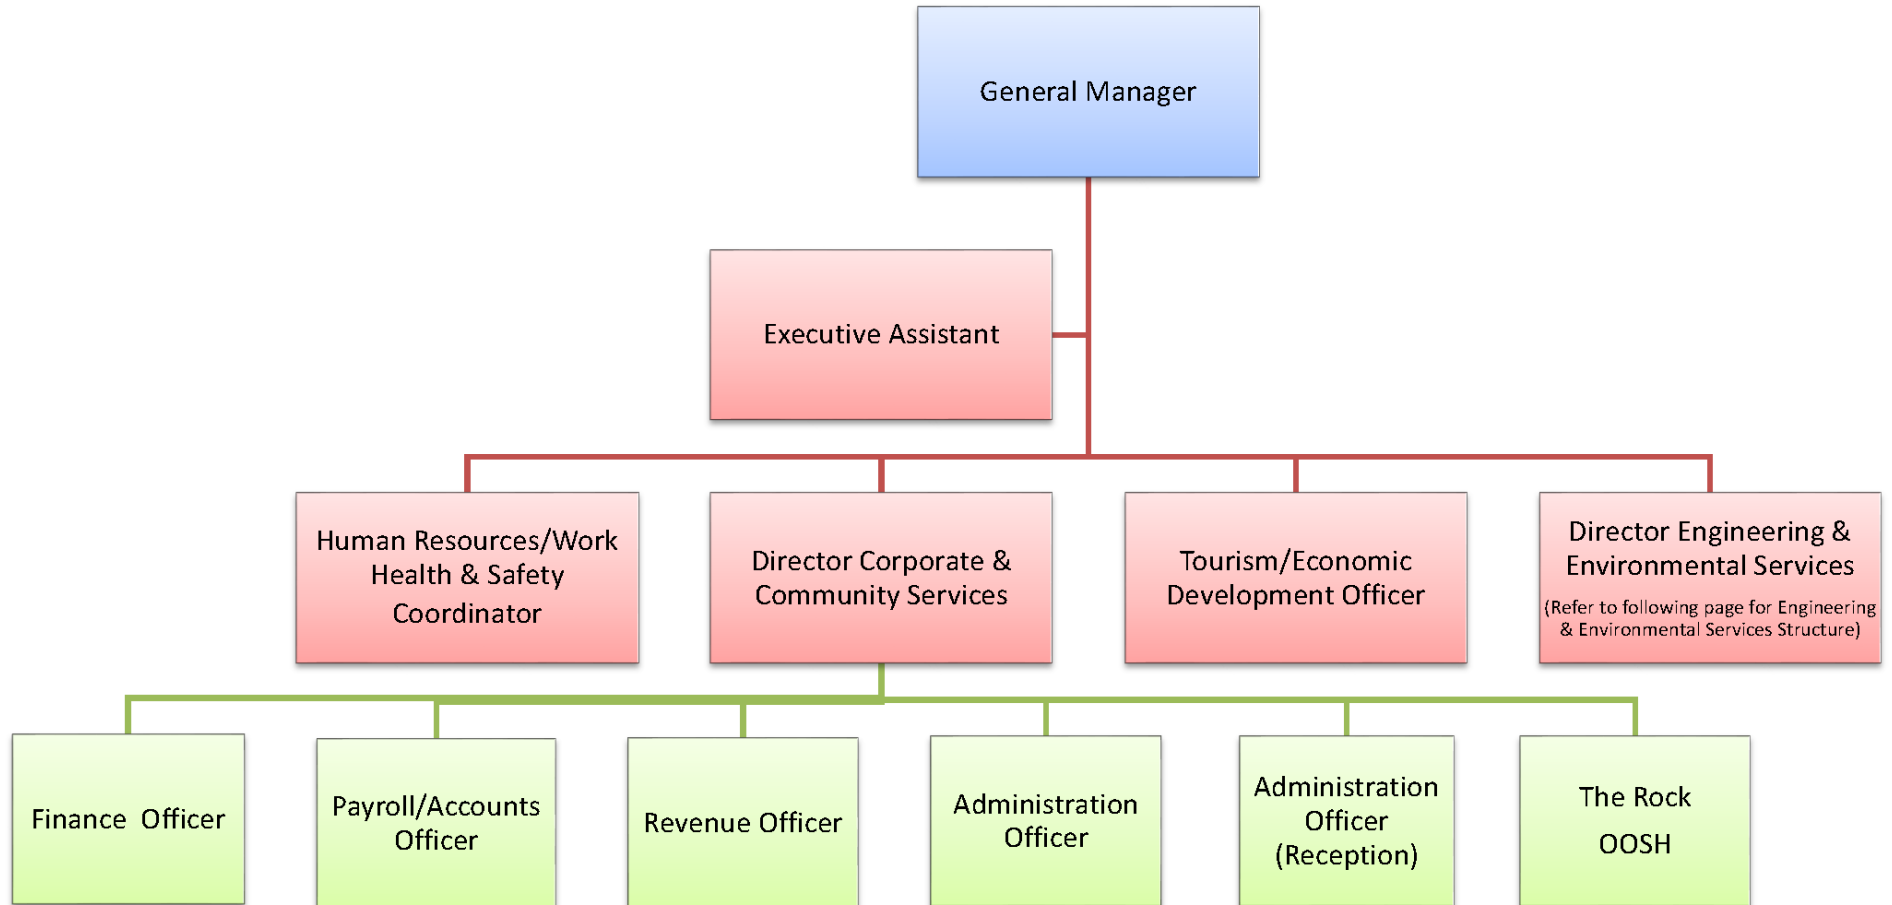 General Manager
Executive Assistant
Human Resources/Work
Health & Safety
Coordinator
Director Corporate &
Community Services
Tourism/Economic
Development Officer
Director Engineering &
Environmental Services
(Refer to following page for Engineering
& Environmental Services Structure)
Finance Officer
Payroll/Accounts
Officer
Revenue Officer
Administration
Officer
Administration
Officer
(Reception)
The Rock
OOSH